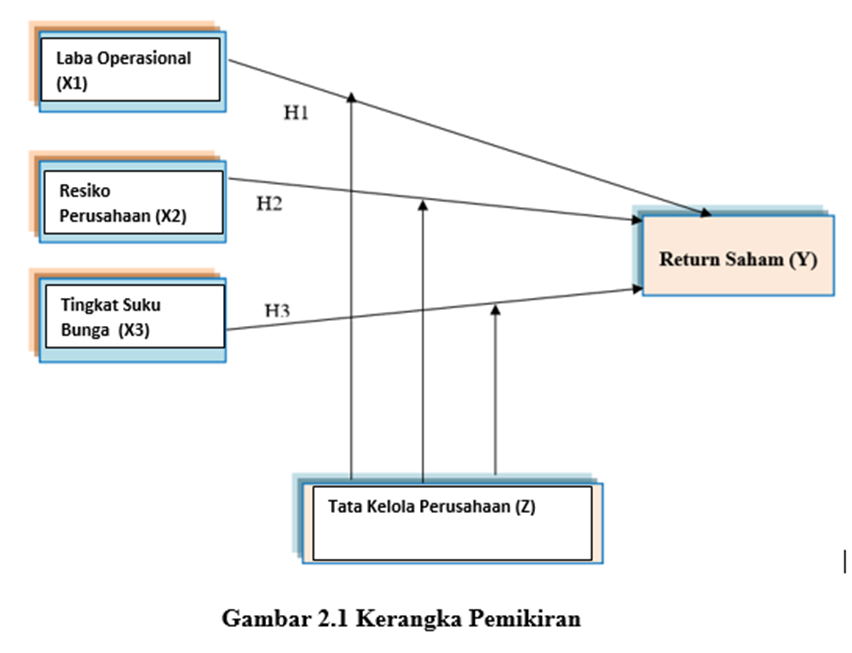 Laba Operasional
(X1)
H1
Resiko
Perusahaan (X2)
H2
Return Saham (Y)
Tingkat Suku
Bunga (X3)
H3
Tata Kelola Perusahaan (Z)
Gambar 2.1 Kerangka Pemikiran